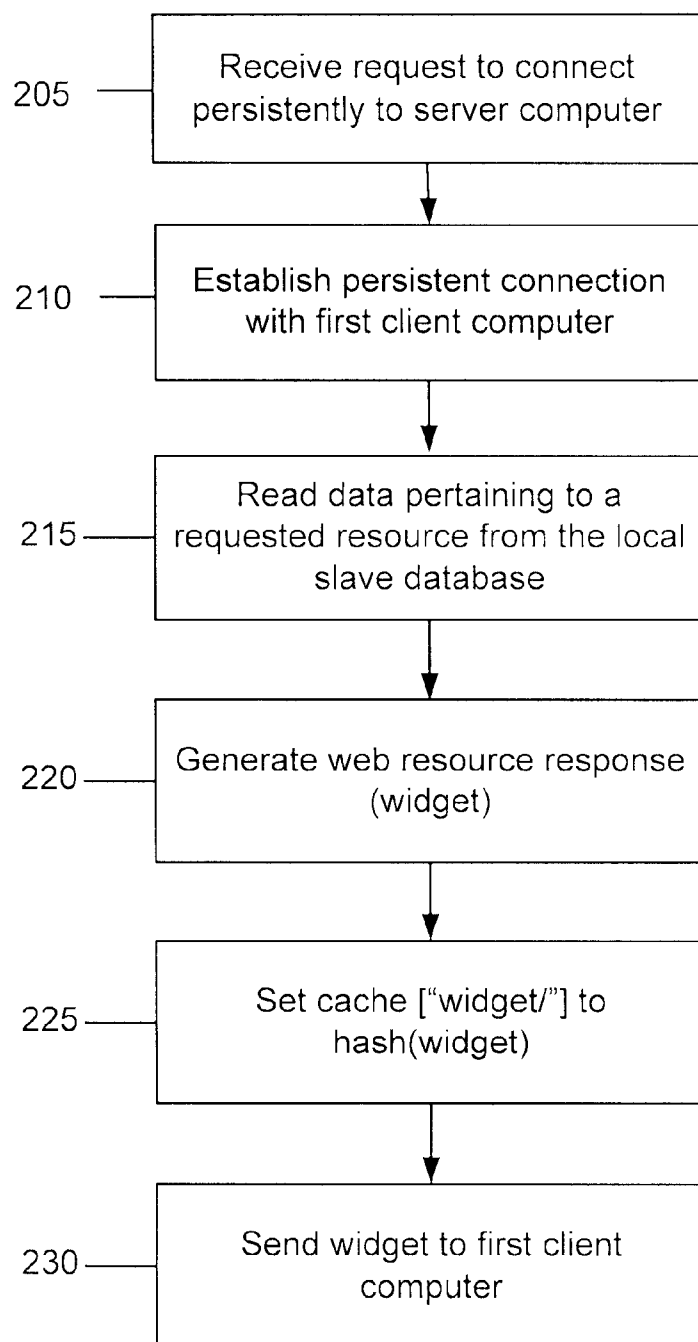 205
Receive request to connect
persistently to server computer
210
Establish persistent connection
with first client computer
215
Read data pertaining to a
requested resource from the local
slave database
220
Generate web resource response
(widget)
225
Set cache [“widget/”] to
hash(widget)
230
Send widget to first client
computer